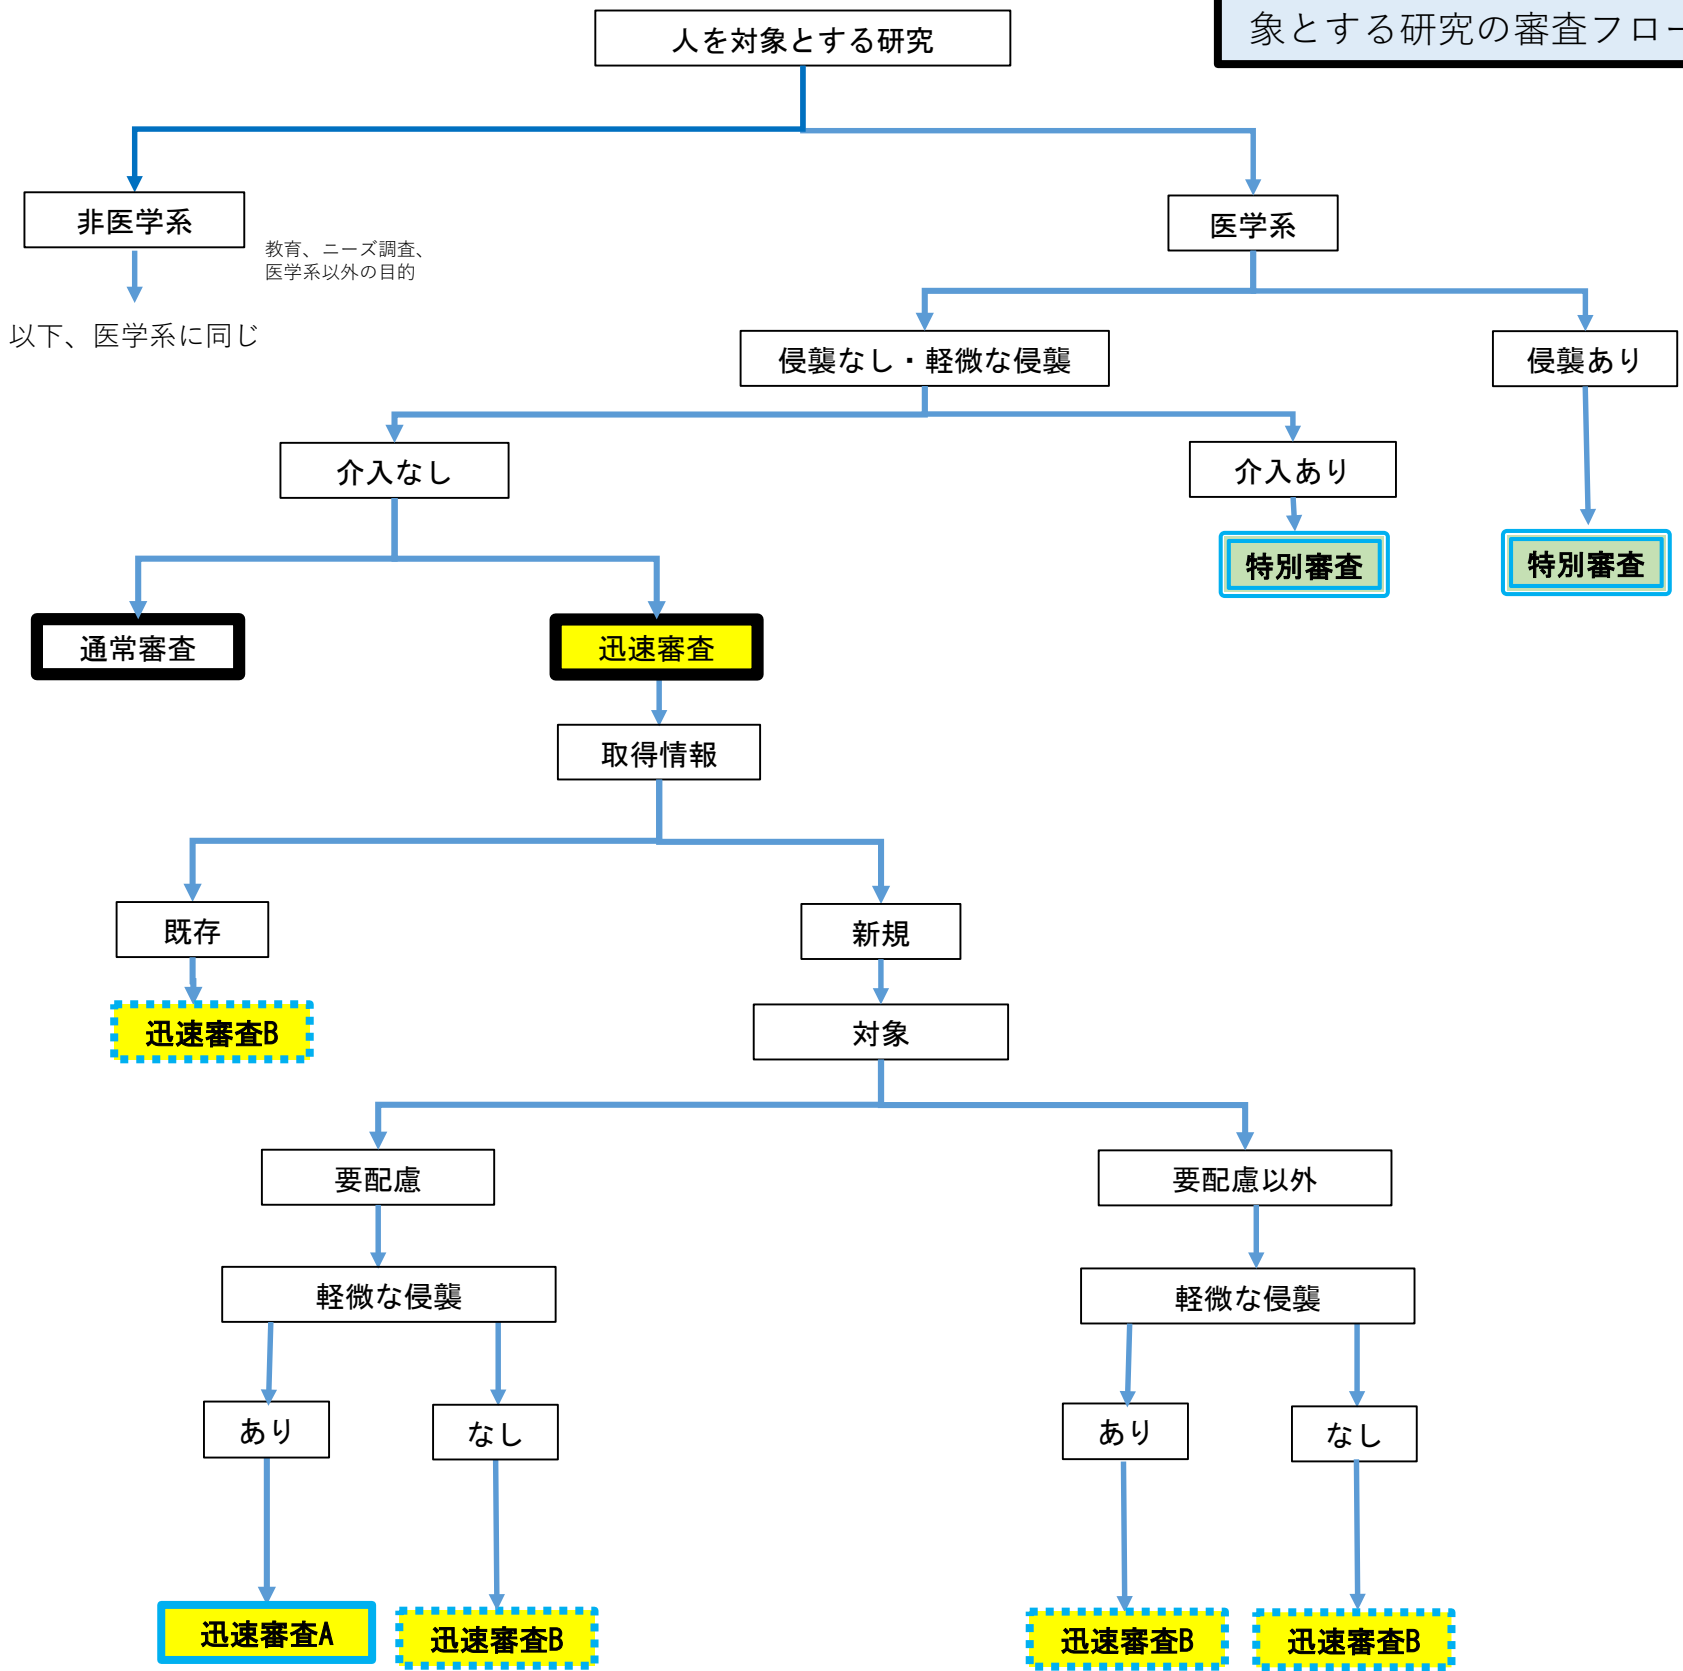 人を対象とする研究
象とする研究の審査フロー
非医学系
医学系
教育、ニーズ調査、
医学系以外の目的
以下、医学系に同じ
侵襲なし・軽微な侵襲
侵襲あり
介入なし
介入あり
特別審査
特別審査
通常審査
迅速審査
取得情報
既存
新規
迅速審査B
対象
要配慮
要配慮以外
軽微な侵襲
軽微な侵襲
あり
なし
あり
なし
迅速審査A
迅速審査B
迅速審査B
迅速審査B